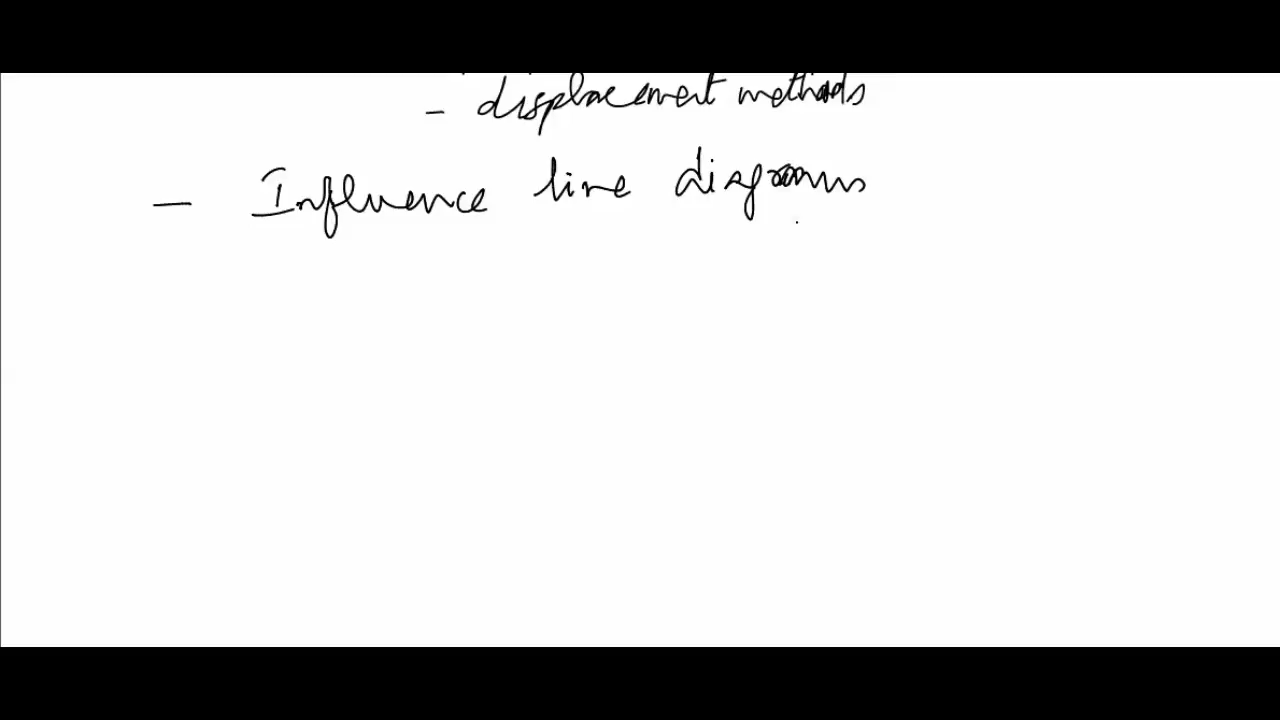 - displacement methods
- Influence line diagrams